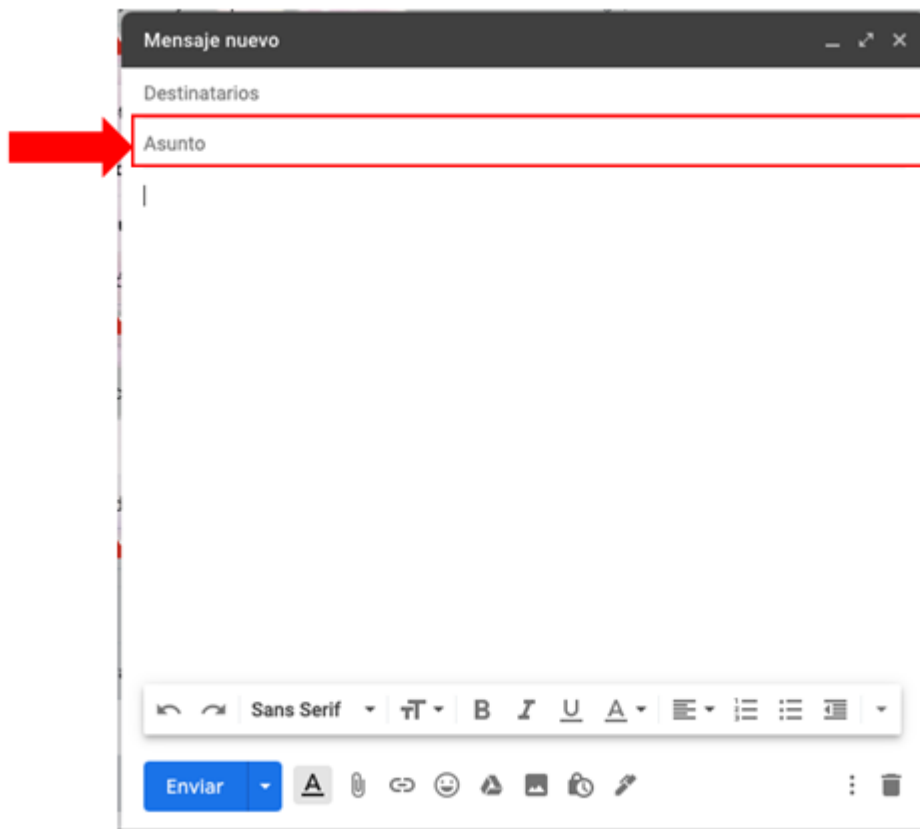 Mensaje nuevo
Destinatarios
Asunto
Sans Serif
Enviar